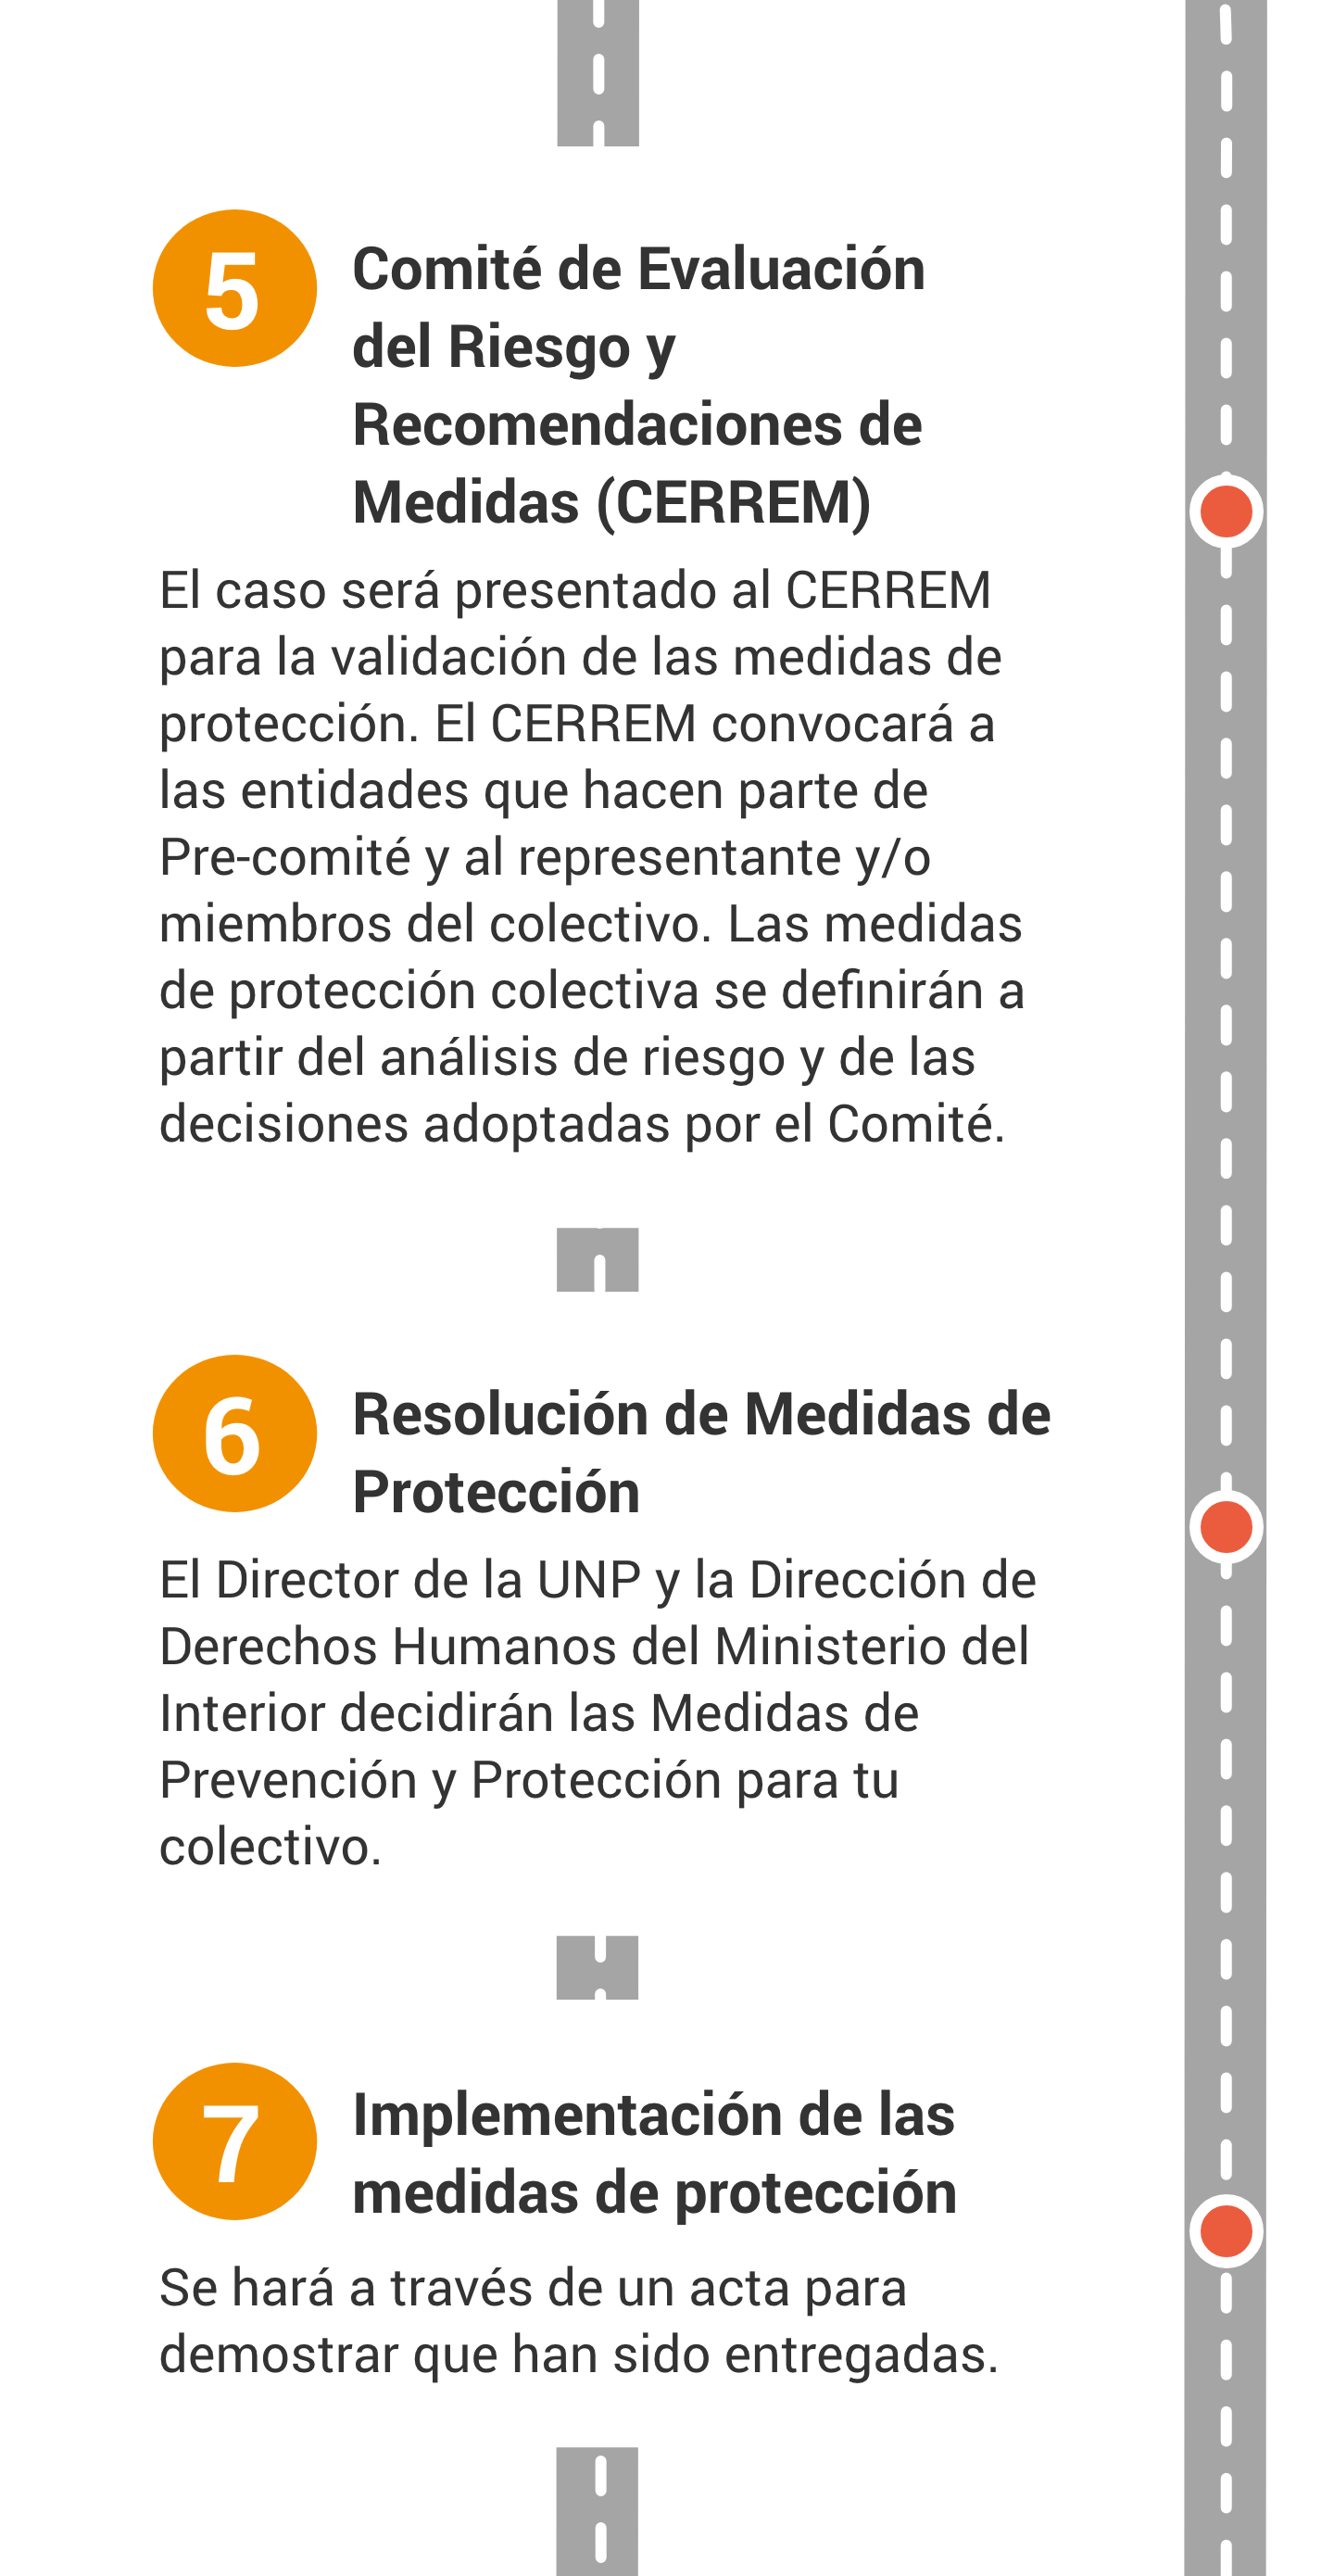 5
Comité de Evaluación
del Riesgo y
Recomendaciones de
Medidas (CERREM)
El caso será presentado al CERREM
para la validación de las medidas de
protección. El CERREM convocará a
las entidades que hacen parte de
Pre-comité y al representante y/o
miembros del colectivo. Las medidas
de protección colectiva se definirán a
partir del análisis de riesgo y de las
decisiones adoptadas por el Comité.
6
Resolución de Medidas de
Protección
El Director de la UNP y la Dirección de
Derechos Humanos del Ministerio del
Interior decidirán las Medidas de
Prevención y Protección para tu
colectivo.
7
Implementación de las
medidas de protección
Se hará a través de un acta para
demostrar que han sido entregadas.